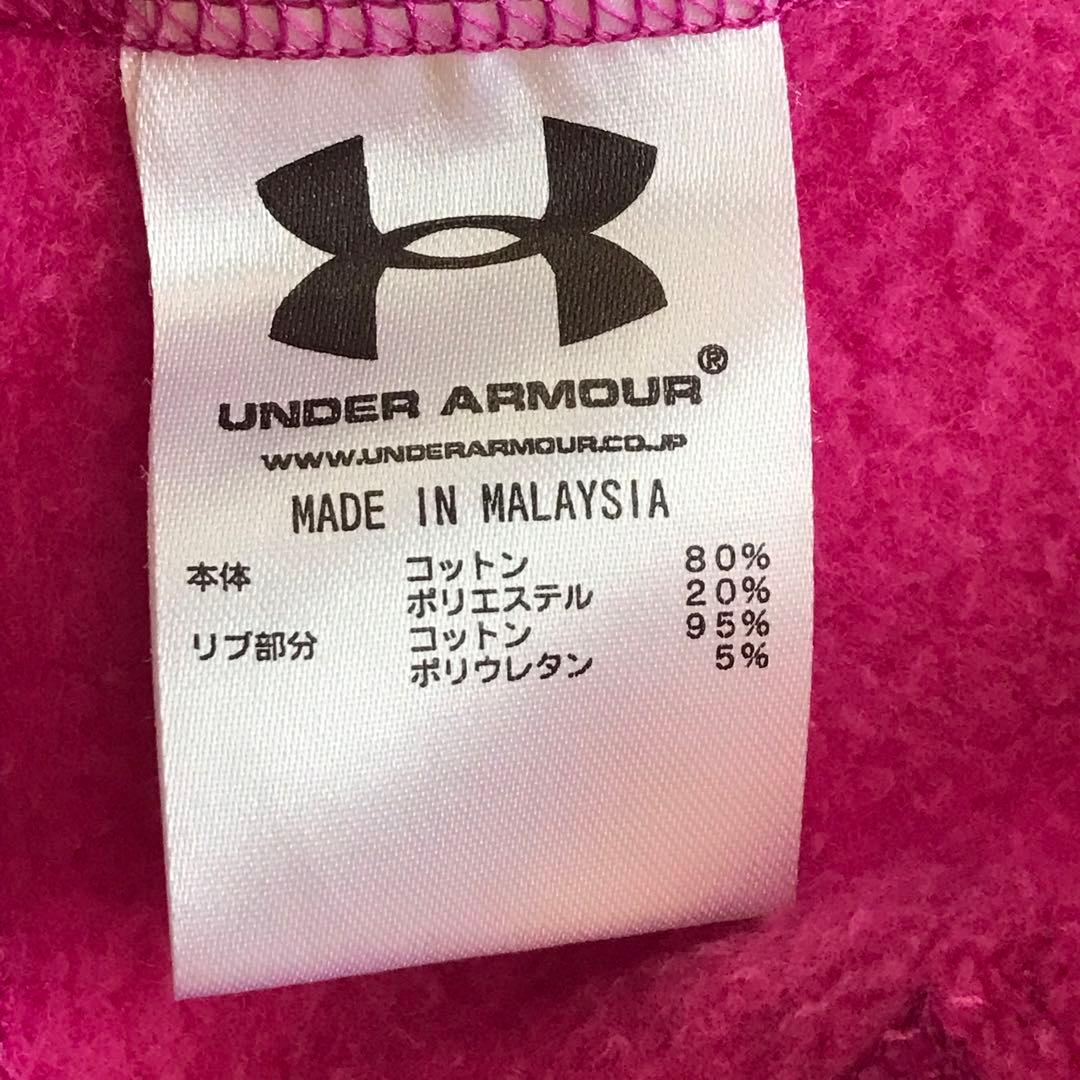 UNDER ARMOUR®
WWW.UNDERARMOUR.CO.JP
MADE IN MALAYSIA
本体 コットン 80%
ポリエステル 20%
リブ部分 コットン 95%
ポリウレタン 5%